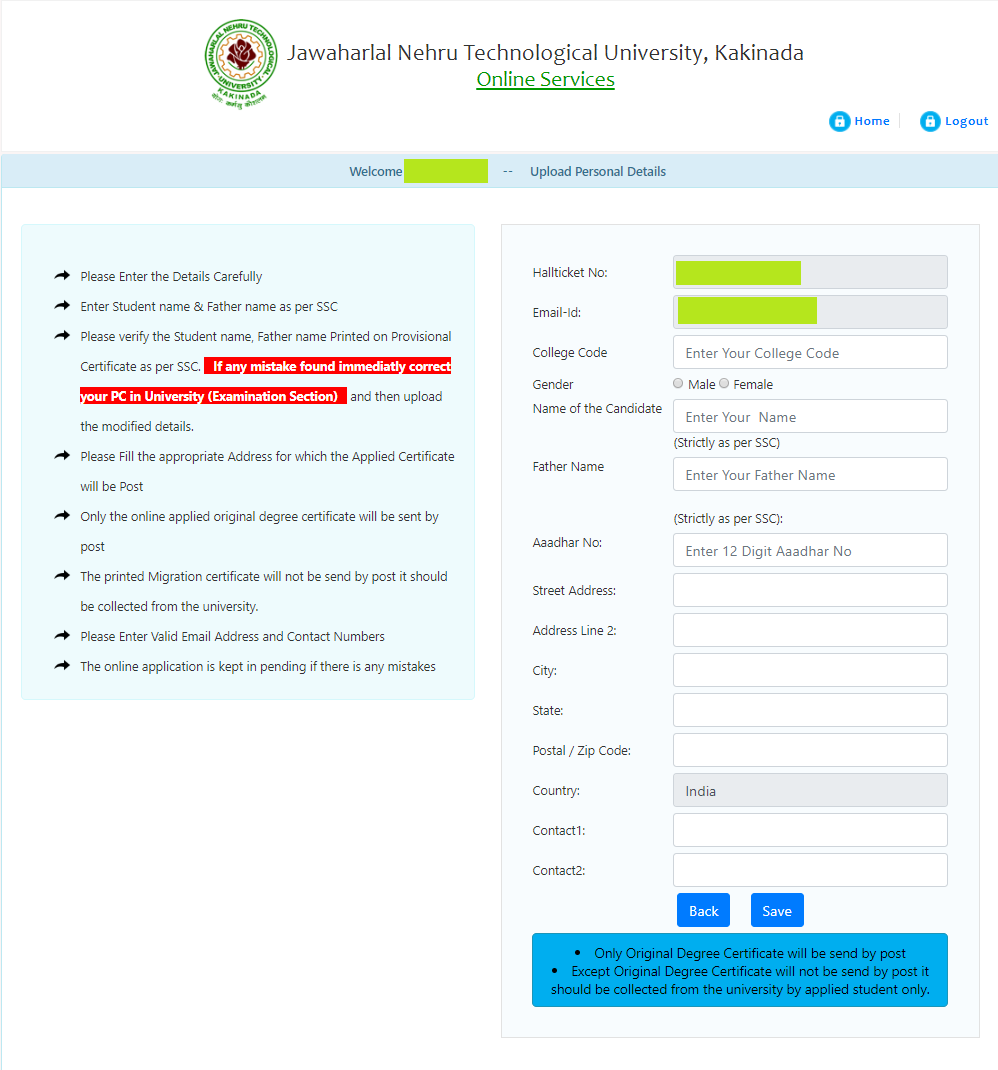 JAWAHARLAL NEHRU TECHNOLOGICAL UNIVERSITY
KAKINADA
Jawaharlal Nehru Technological University, Kakinada
Online Services
Home
Logout
Welcome -- Upload Personal Details
Please Enter the Details Carefully
Enter Student name & Father name as per SSC
Please verify the Student name, Father name Printed on Provisional
Certificate as per SSC. If any mistake found immediatly correct
your PC in University (Examination Section) and then upload
the modified details.
Please Fill the appropriate Address for which the Applied Certificate
will be Post
Only the online applied original degree certificate will be sent by
post
The printed Migration certificate will not be send by post it should
be collected from the university.
Please Enter Valid Email Address and Contact Numbers
The online application is kept in pending if there is any mistakes
Hallticket No:
Email-Id:
College Code Enter Your College Code
Gender Male Female
Name of the Candidate Enter Your  Name
(Strictly as per SSC)
Father Name Enter Your Father Name
(Strictly as per SSC):
Aaadhar No: Enter 12 Digit Aaadhar No
Street Address:
Address Line 2:
City:
State:
Postal / Zip Code:
Country: India
Contact1:
Contact2:
Back Save
• Only Original Degree Certificate will be send by post
• Except Original Degree Certificate will not be send by post it
should be collected from the university by applied student only.